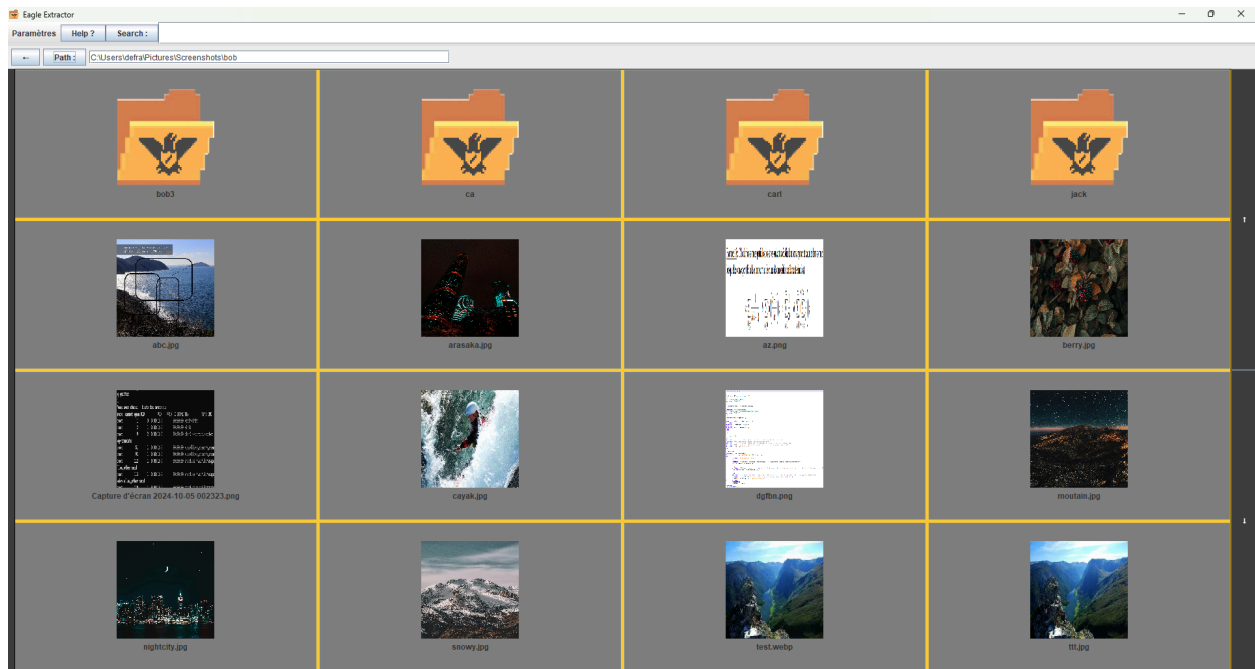 Eagle Extractor
Paramètres Help ? Search :
← Path : C:\Users\defra\Pictures\Screenshots\bob
bob3 ca carl jack
abc.jpg arasaka.jpg az.png berry.jpg
Capture d'écran 2024-10-05 002323.png cayak.jpg dgfbn.png moutain.jpg
nightcity.jpg snowy.jpg test.webp ttt.jpg